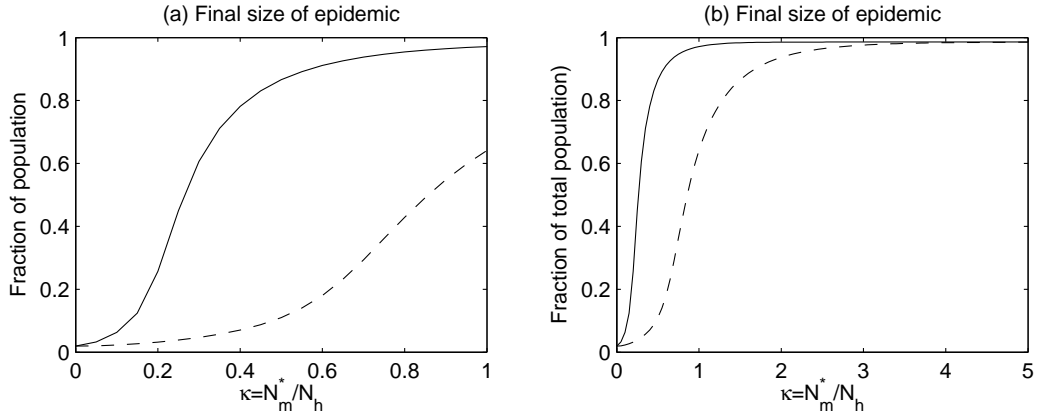 (a) Final size of epidemic
1
0.8
0.6
0.4
0.2
0
Fraction of population
0 0.2 0.4 0.6 0.8 1
κ=N*m/Nh
(b) Final size of epidemic
1
0.8
0.6
0.4
0.2
0
Fraction of total population)
0 1 2 3 4 5
κ=N*m/Nh